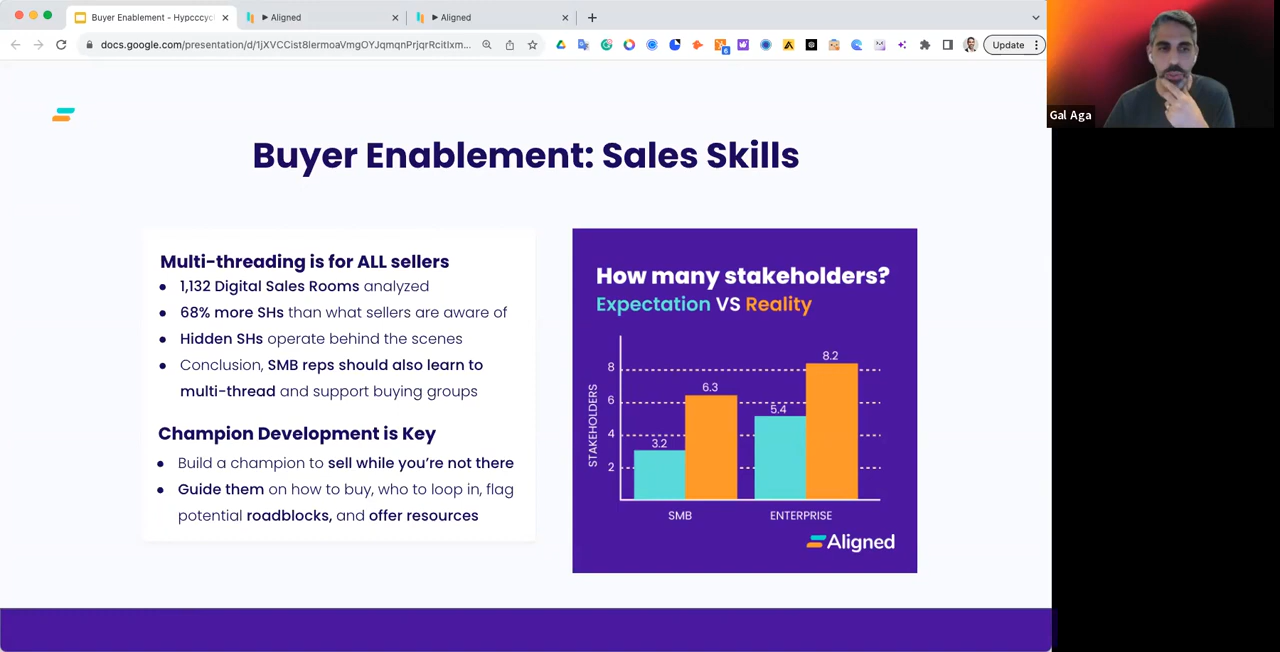 Buyer Enablement - Hypcccyc
Aligned
Aligned
docs.google.com/presentation/d/1jXVCCist8lermoaVmgOYJqmqnPrjqrRcitIxm...
Update
Gal Aga
Buyer Enablement: Sales Skills
Multi-threading is for ALL sellers
● 1,132 Digital Sales Rooms analyzed
● 68% more SHs than what sellers are aware of
● Hidden SHs operate behind the scenes
● Conclusion, SMB reps should also learn to
multi-thread and support buying groups
Champion Development is Key
● Build a champion to sell while you're not there
● Guide them on how to buy, who to loop in, flag
potential roadblocks, and offer resources
How many stakeholders?
Expectation VS Reality
STAKEHOLDERS
8
6
4
2
3.2
6.3
5.4
8.2
SMB
ENTERPRISE
Aligned